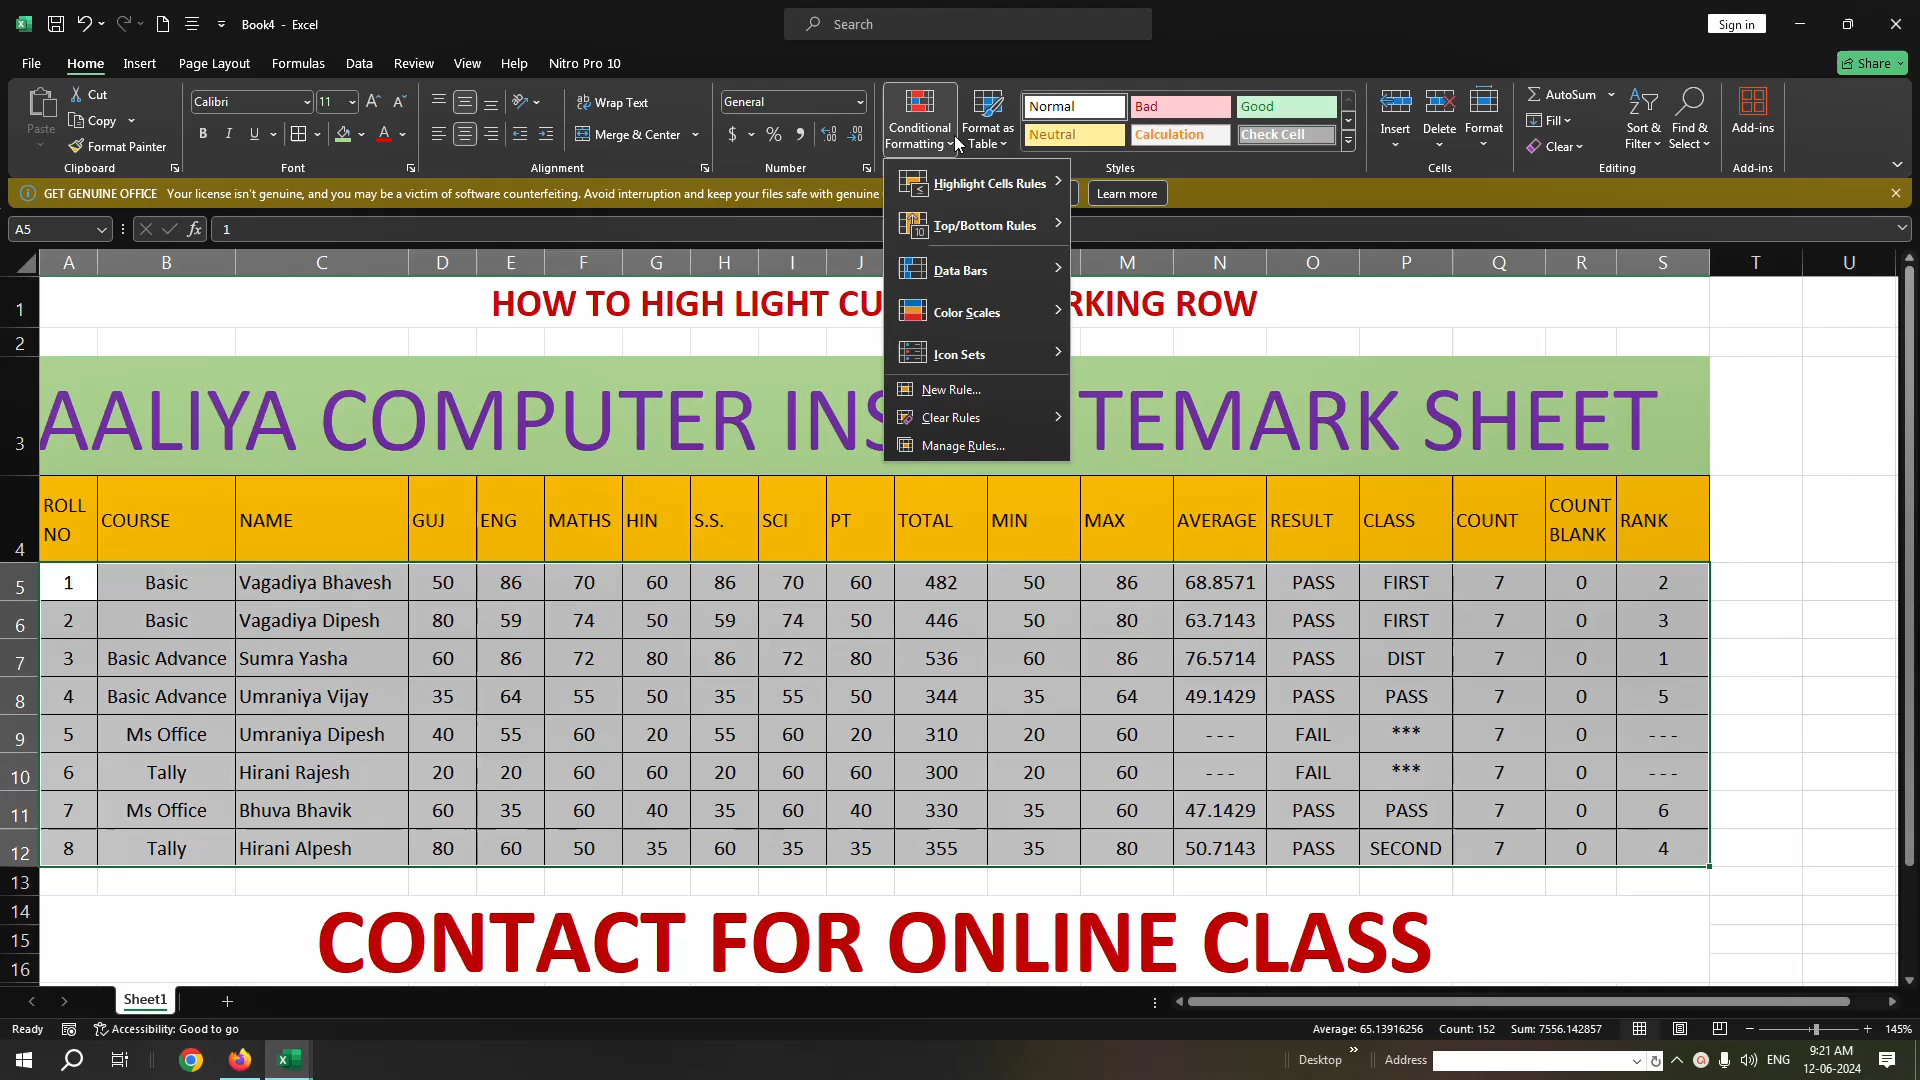 Book4 - Excel
Search
Sign in
File Home Insert Page Layout Formulas Data Review View Help Nitro Pro 10
Share
Paste
Cut
Copy
Format Painter
Clipboard
Calibri 11
B I U
Font
Wrap Text
Merge & Center
Alignment
General
$ % ,
Number
Conditional Formatting
Format as Table
Normal Bad Good
Neutral Calculation Check Cell
Styles
Insert Delete Format
Cells
AutoSum
Fill
Clear
Sort & Filter
Find & Select
Editing
Add-ins
Add-ins
GET GENUINE OFFICE Your license isn't genuine, and you may be a victim of software counterfeiting. Avoid interruption and keep your files safe with genuine
Learn more
A5 fx 1
Highlight Cells Rules
Top/Bottom Rules
Data Bars
Color Scales
Icon Sets
New Rule...
Clear Rules
Manage Rules...
A B C D E F G H I J M N O P Q R S T U
1 HOW TO HIGH LIGHT CU RKING ROW
2
3 AALIYA COMPUTER INS TEMARK SHEET
4 ROLL NO COURSE NAME GUJ ENG MATHS HIN S.S. SCI PT TOTAL MIN MAX AVERAGE RESULT CLASS COUNT COUNT BLANK RANK
5 1 Basic Vagadiya Bhavesh 50 86 70 60 86 70 60 482 50 86 68.8571 PASS FIRST 7 0 2
6 2 Basic Vagadiya Dipesh 80 59 74 50 59 74 50 446 50 80 63.7143 PASS FIRST 7 0 3
7 3 Basic Advance Sumra Yasha 60 86 72 80 86 72 80 536 60 86 76.5714 PASS DIST 7 0 1
8 4 Basic Advance Umraniya Vijay 35 64 55 50 35 55 50 344 35 64 49.1429 PASS PASS 7 0 5
9 5 Ms Office Umraniya Dipesh 40 55 60 20 55 60 20 310 20 60 --- FAIL *** 7 0 ---
10 6 Tally Hirani Rajesh 20 20 60 60 20 60 60 300 20 60 --- FAIL *** 7 0 ---
11 7 Ms Office Bhuva Bhavik 60 35 60 40 35 60 40 330 35 60 47.1429 PASS PASS 7 0 6
12 8 Tally Hirani Alpesh 80 60 50 35 60 35 35 355 35 80 50.7143 PASS SECOND 7 0 4
13
14
15 CONTACT FOR ONLINE CLASS
16
Sheet1
Ready Accessibility: Good to go Average: 65.13916256 Count: 152 Sum: 7556.142857 145%
Desktop Address ENG 9:21 AM
12-06-2024